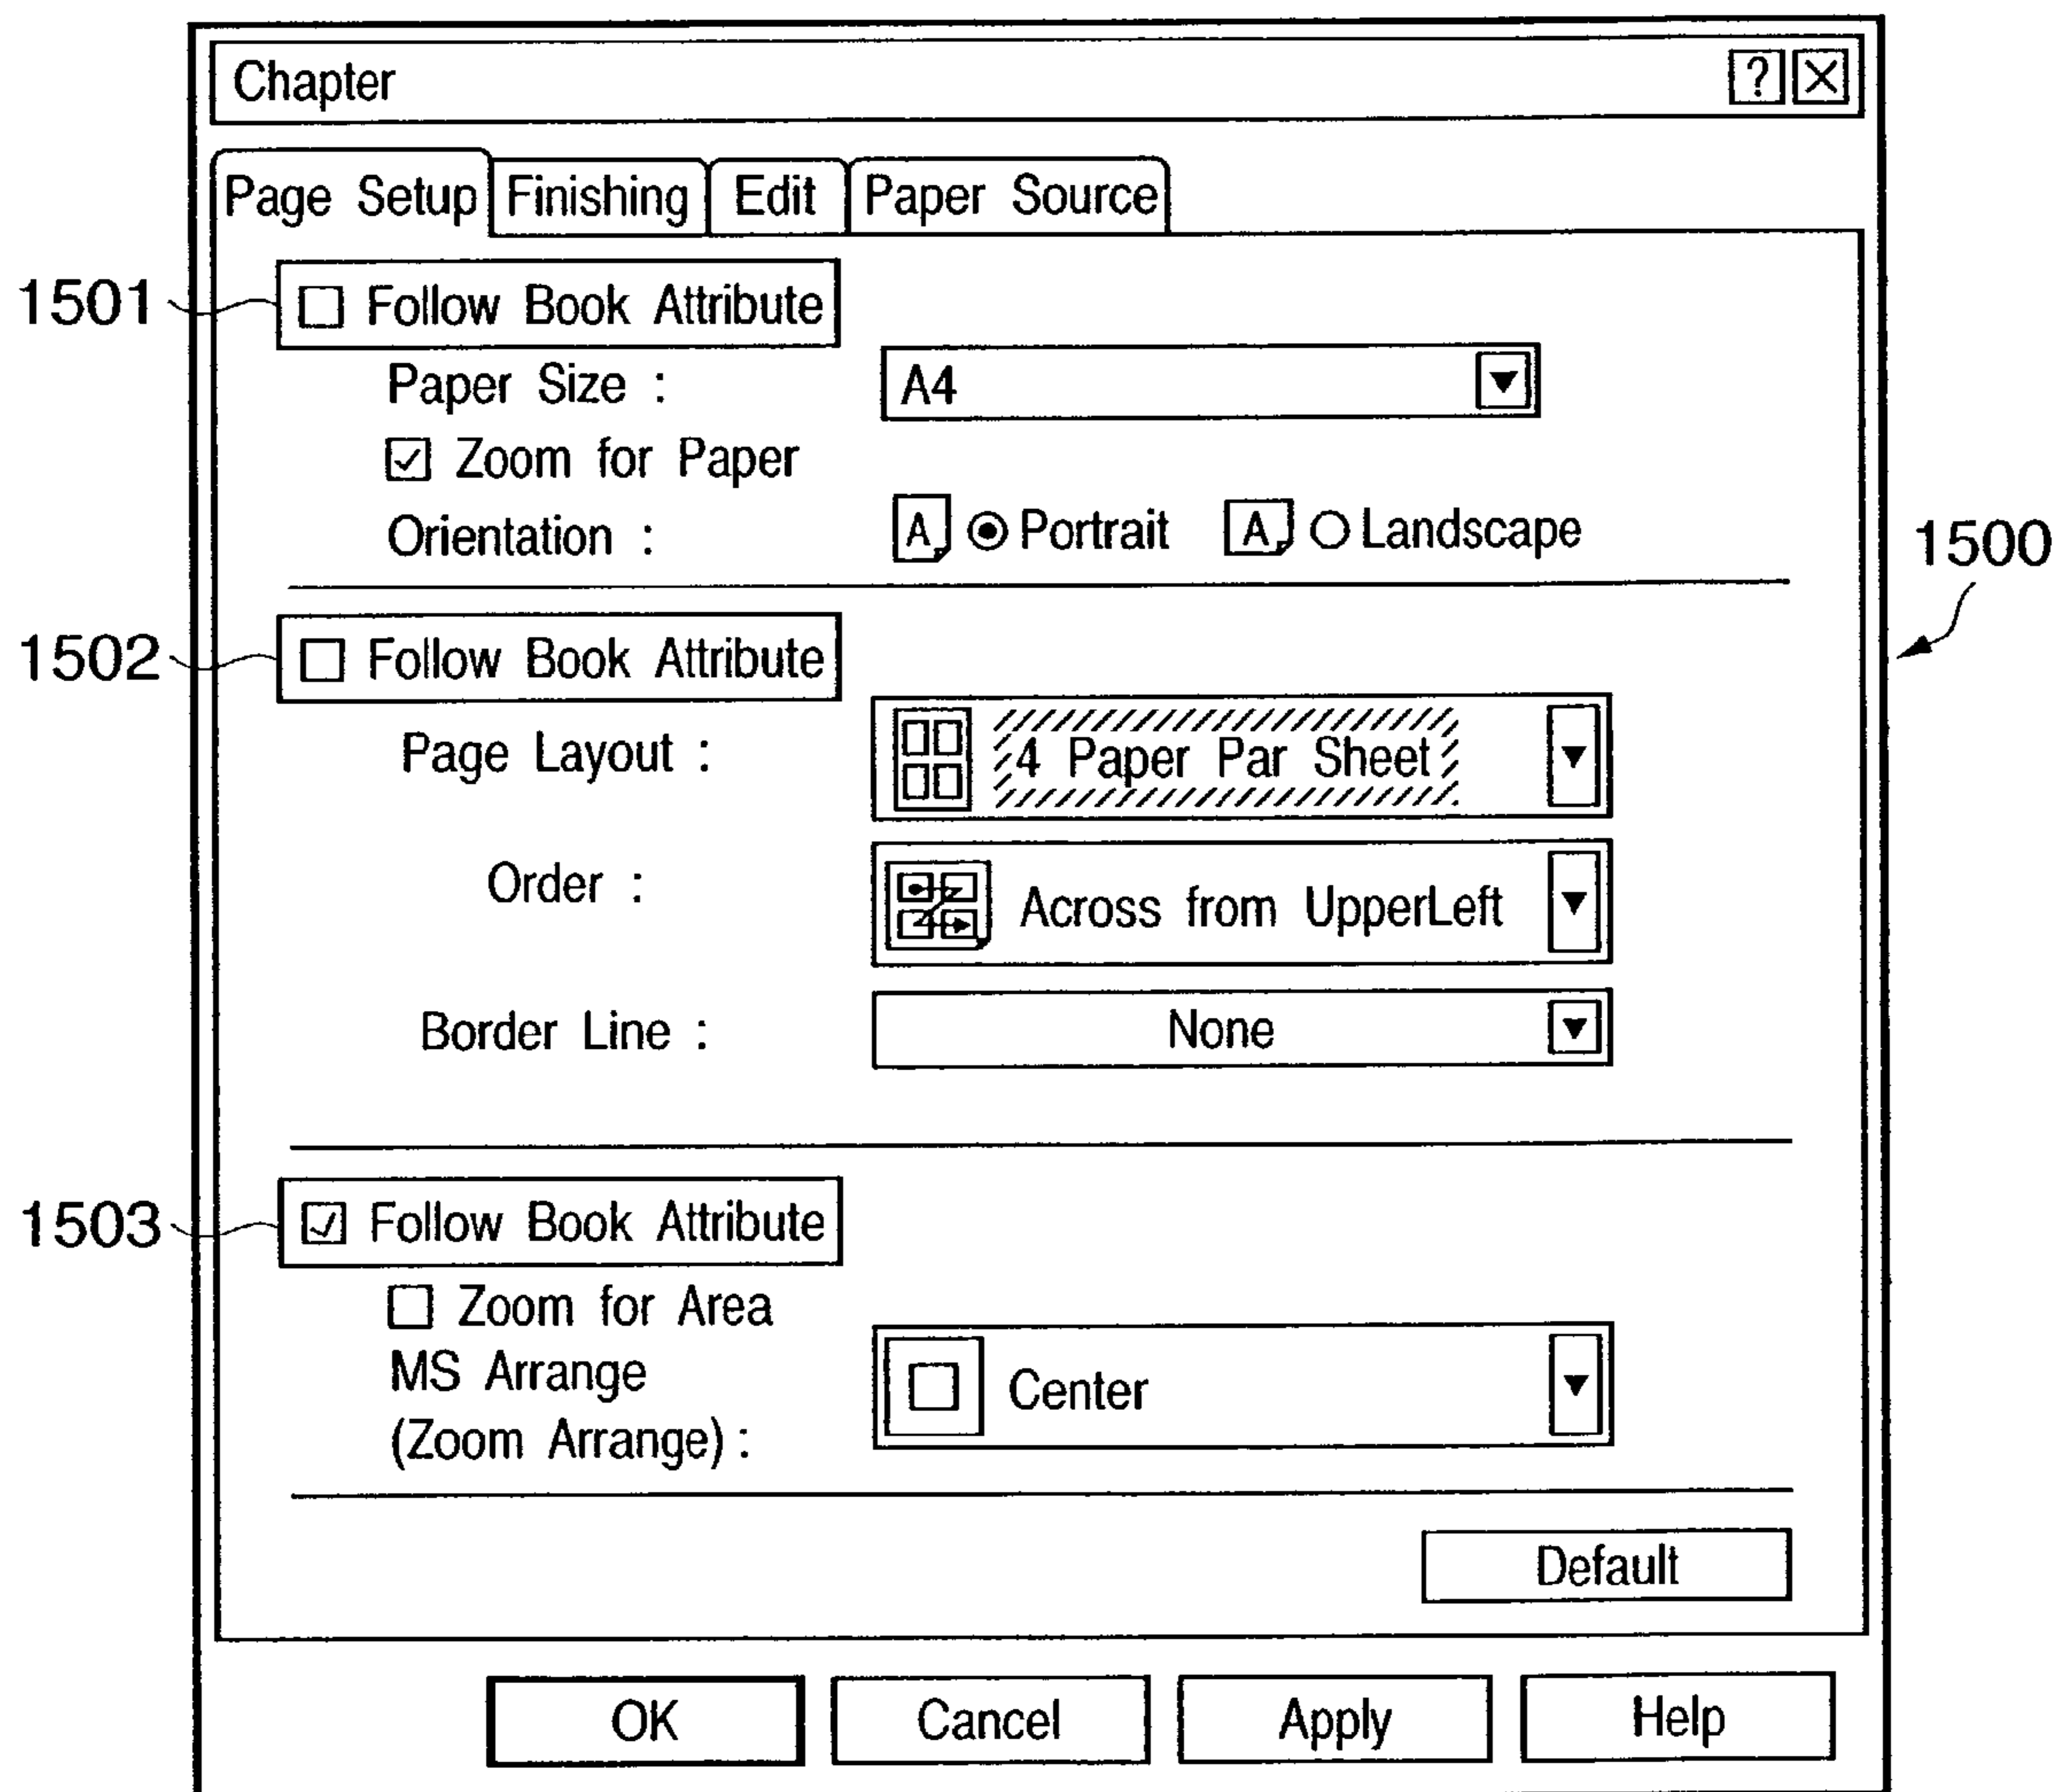 Chapter ?
Page Setup Finishing Edit Paper Source
1501 Follow Book Attribute
Paper Size : A4
Zoom for Paper
Orientation : A Portrait A Landscape
1500
1502 Follow Book Attribute
Page Layout : 4 Paper Par Sheet
Order : Across from UpperLeft
Border Line : None
1503 Follow Book Attribute
Zoom for Area
MS Arrange
(Zoom Arrange) : Center
Default
OK Cancel Apply Help